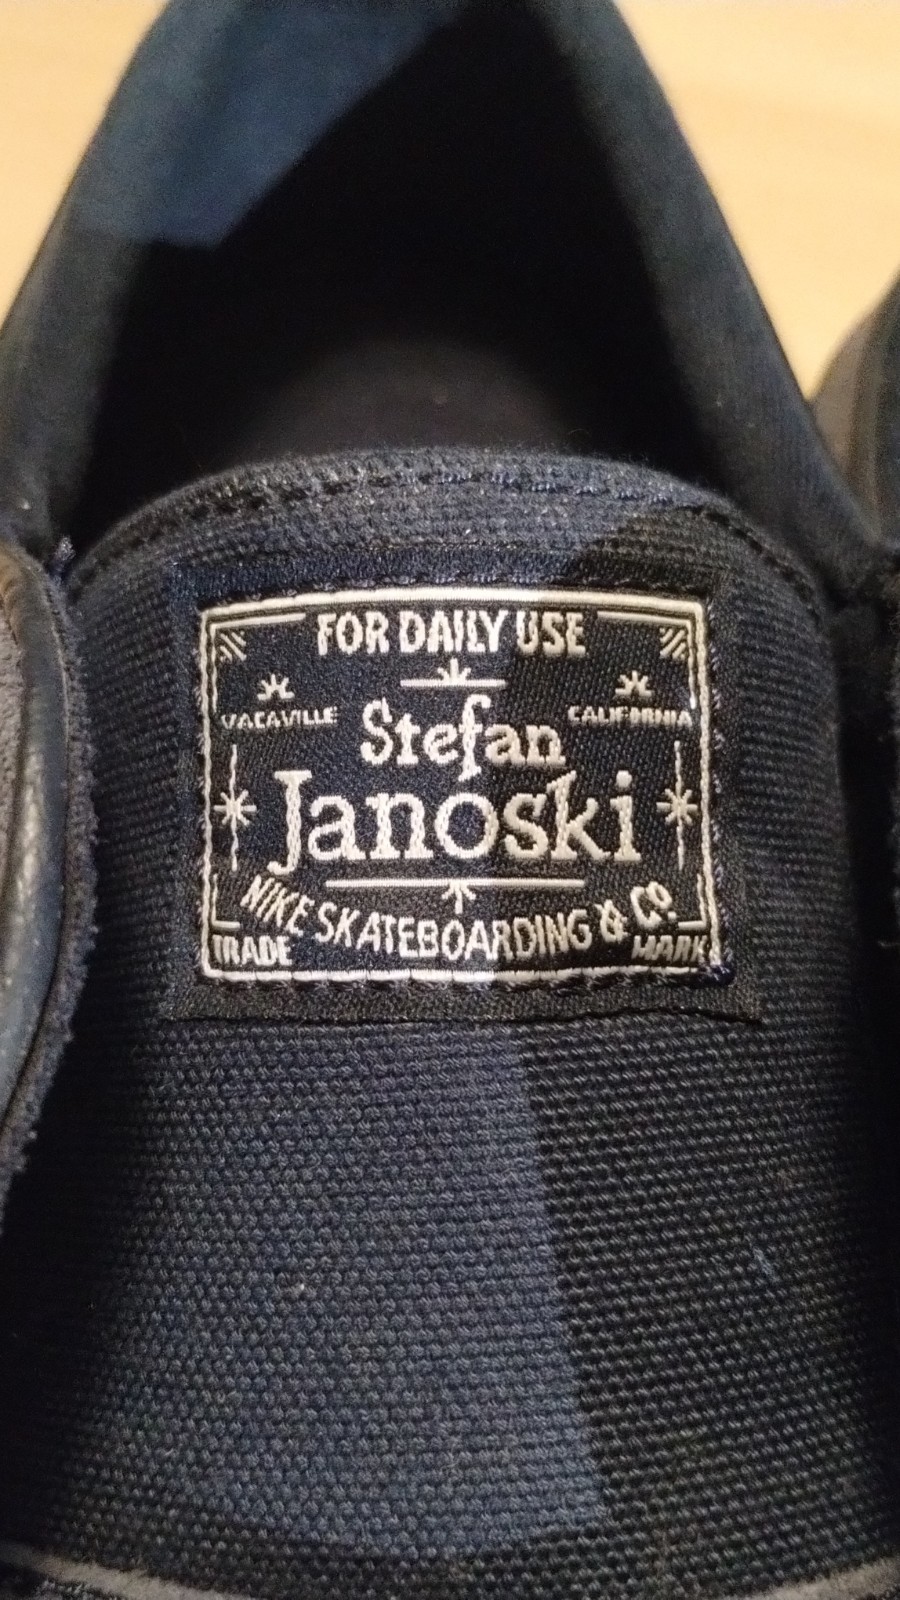 FOR DAILY USE
VACAVILLE
CALIFORNIA
Stefan
Janoski
NIKE SKATEBOARDING & Co.
TRADE MARK